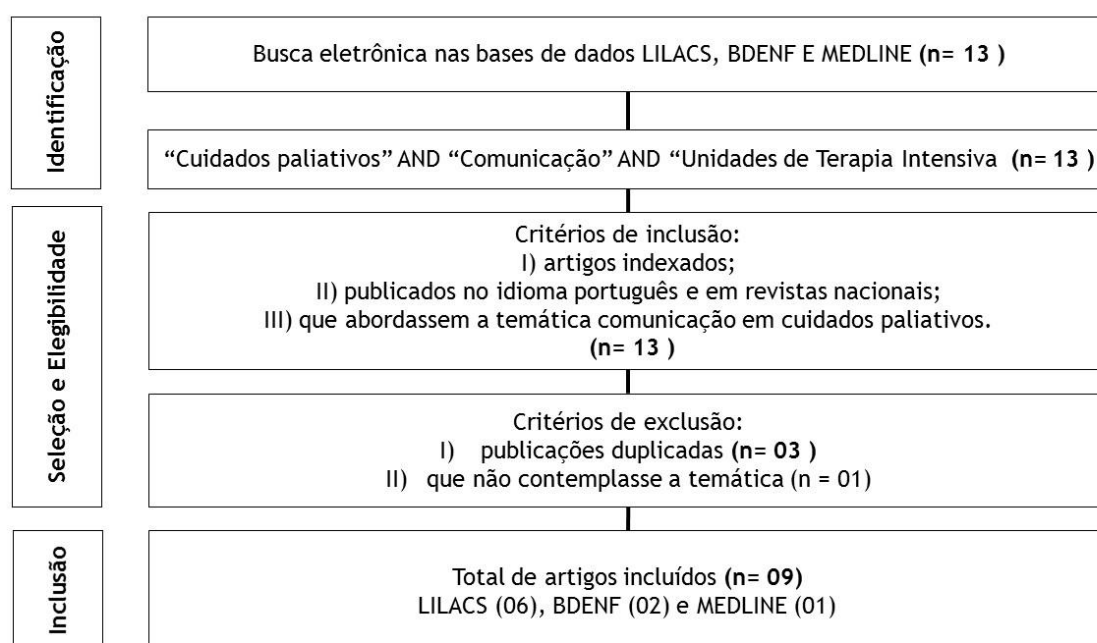 Identificação
Busca eletrônica nas bases de dados LILACS, BDENF E MEDLINE (n= 13 )
“Cuidados paliativos” AND “Comunicação” AND “Unidades de Terapia Intensiva (n= 13 )
Seleção e Elegibilidade
Critérios de inclusão:
I) artigos indexados;
II) publicados no idioma português e em revistas nacionais;
III) que abordassem a temática comunicação em cuidados paliativos.
(n= 13 )
Critérios de exclusão:
I) publicações duplicadas (n= 03 )
II) que não contemplasse a temática (n = 01)
Inclusão
Total de artigos incluídos (n= 09)
LILACS (06), BDENF (02) e MEDLINE (01)